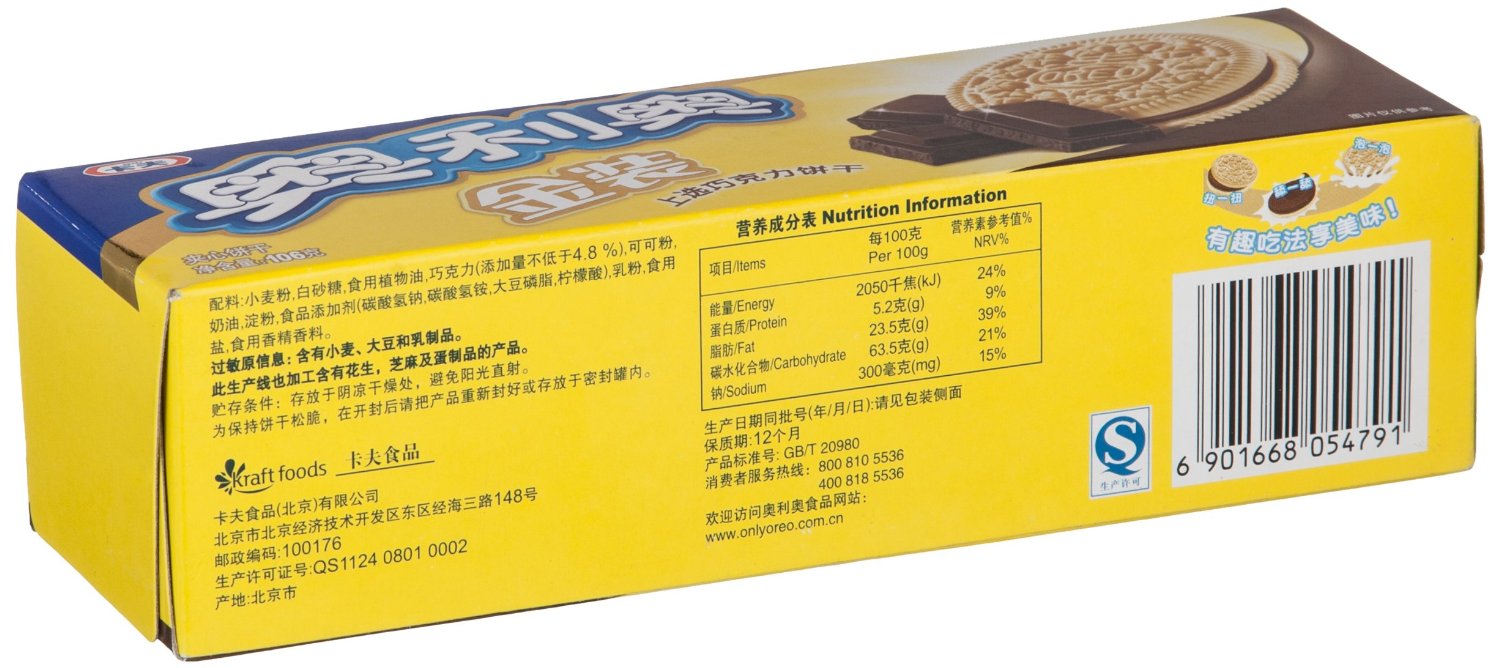 奥利奥
金装
上选巧克力饼干
图片仅供参考
夹心饼干
净含量:106克
配料:小麦粉,白砂糖,食用植物油,巧克力(添加量不低于4.8 %),可可粉,
奶油,淀粉,食品添加剂(碳酸氢钠,碳酸氢铵,大豆磷脂,柠檬酸),乳粉,食用
盐,食用香精香料。
过敏原信息:含有小麦、大豆和乳制品。
此生产线也加工含有花生,芝麻及蛋制品的产品。
贮存条件:存放于阴凉干燥处,避免阳光直射。
为保持饼干松脆,在开封后请把产品重新封好或存放于密封罐内。
kraft foods 卡夫食品
卡夫食品(北京)有限公司
北京市北京经济技术开发区东区经海三路148号
邮政编码:100176
生产许可证号:QS1124 0801 0002
产地:北京市
营养成分表 Nutrition Information
项目/Items 每100克 Per 100g 营养素参考值% NRV%
能量/Energy 2050千焦(kJ) 24%
蛋白质/Protein 5.2克(g) 9%
脂肪/Fat 23.5克(g) 39%
碳水化合物/Carbohydrate 63.5克(g) 21%
钠/Sodium 300毫克(mg) 15%
生产日期同批号(年/月/日):请见包装侧面
保质期:12个月
产品标准号: GB/T 20980
消费者服务热线: 800 810 5536
400 818 5536
欢迎访问奥利奥食品网站:
www.onlyoreo.com.cn
扭一扭
舔一舔
泡一泡
有趣吃法享美味!
生产许可
6 901668 054791